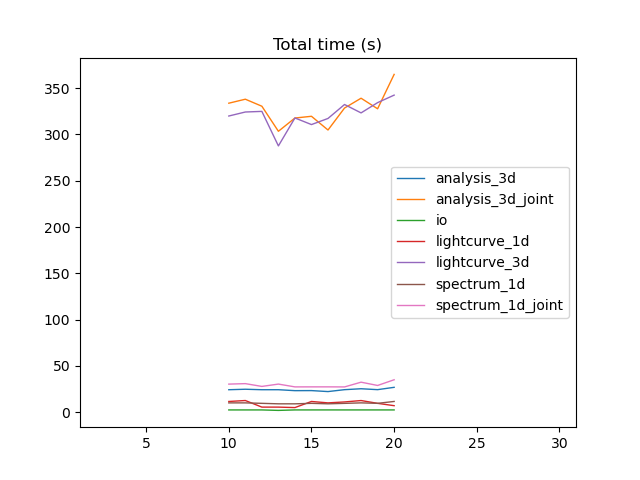 Total time (s)
350
300
250
200
150
100
50
0
5
10
15
20
25
30
analysis_3d
analysis_3d_joint
io
lightcurve_1d
lightcurve_3d
spectrum_1d
spectrum_1d_joint